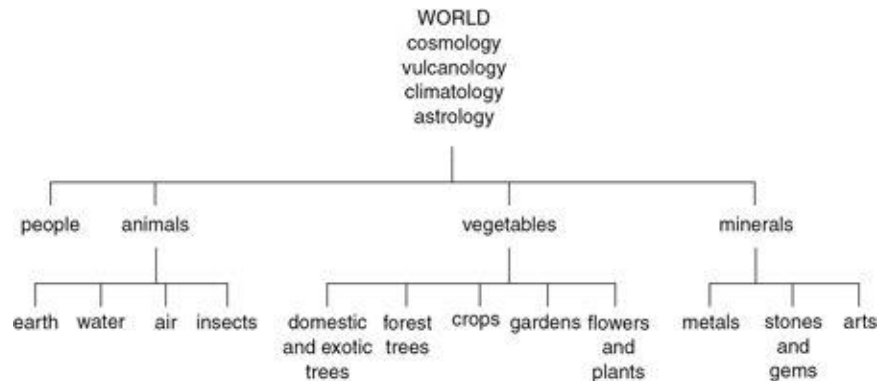 WORLD
cosmology
vulcanology
climatology
astrology
people animals vegetables minerals
earth water air insects domestic and exotic trees forest trees crops gardens flowers and plants metals stones and gems arts